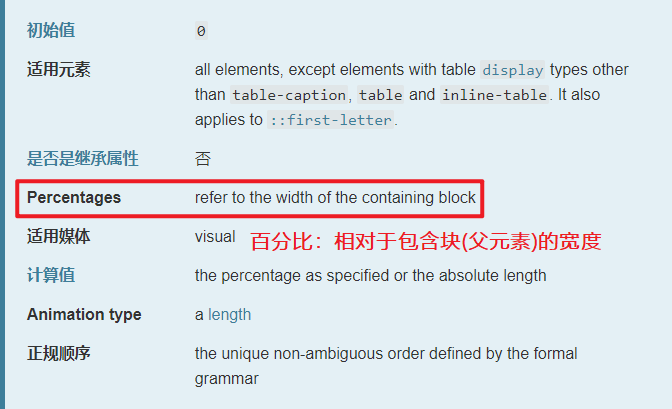 初始值 0
适用元素 all elements, except elements with table display types other
than table-caption, table and inline-table. It also
applies to ::first-letter.
是否是继承属性 否
Percentages refer to the width of the containing block
适用媒体 visual 百分比：相对于包含块(父元素)的宽度
计算值 the percentage as specified or the absolute length
Animation type a length
正规顺序 the unique non-ambiguous order defined by the formal
grammar